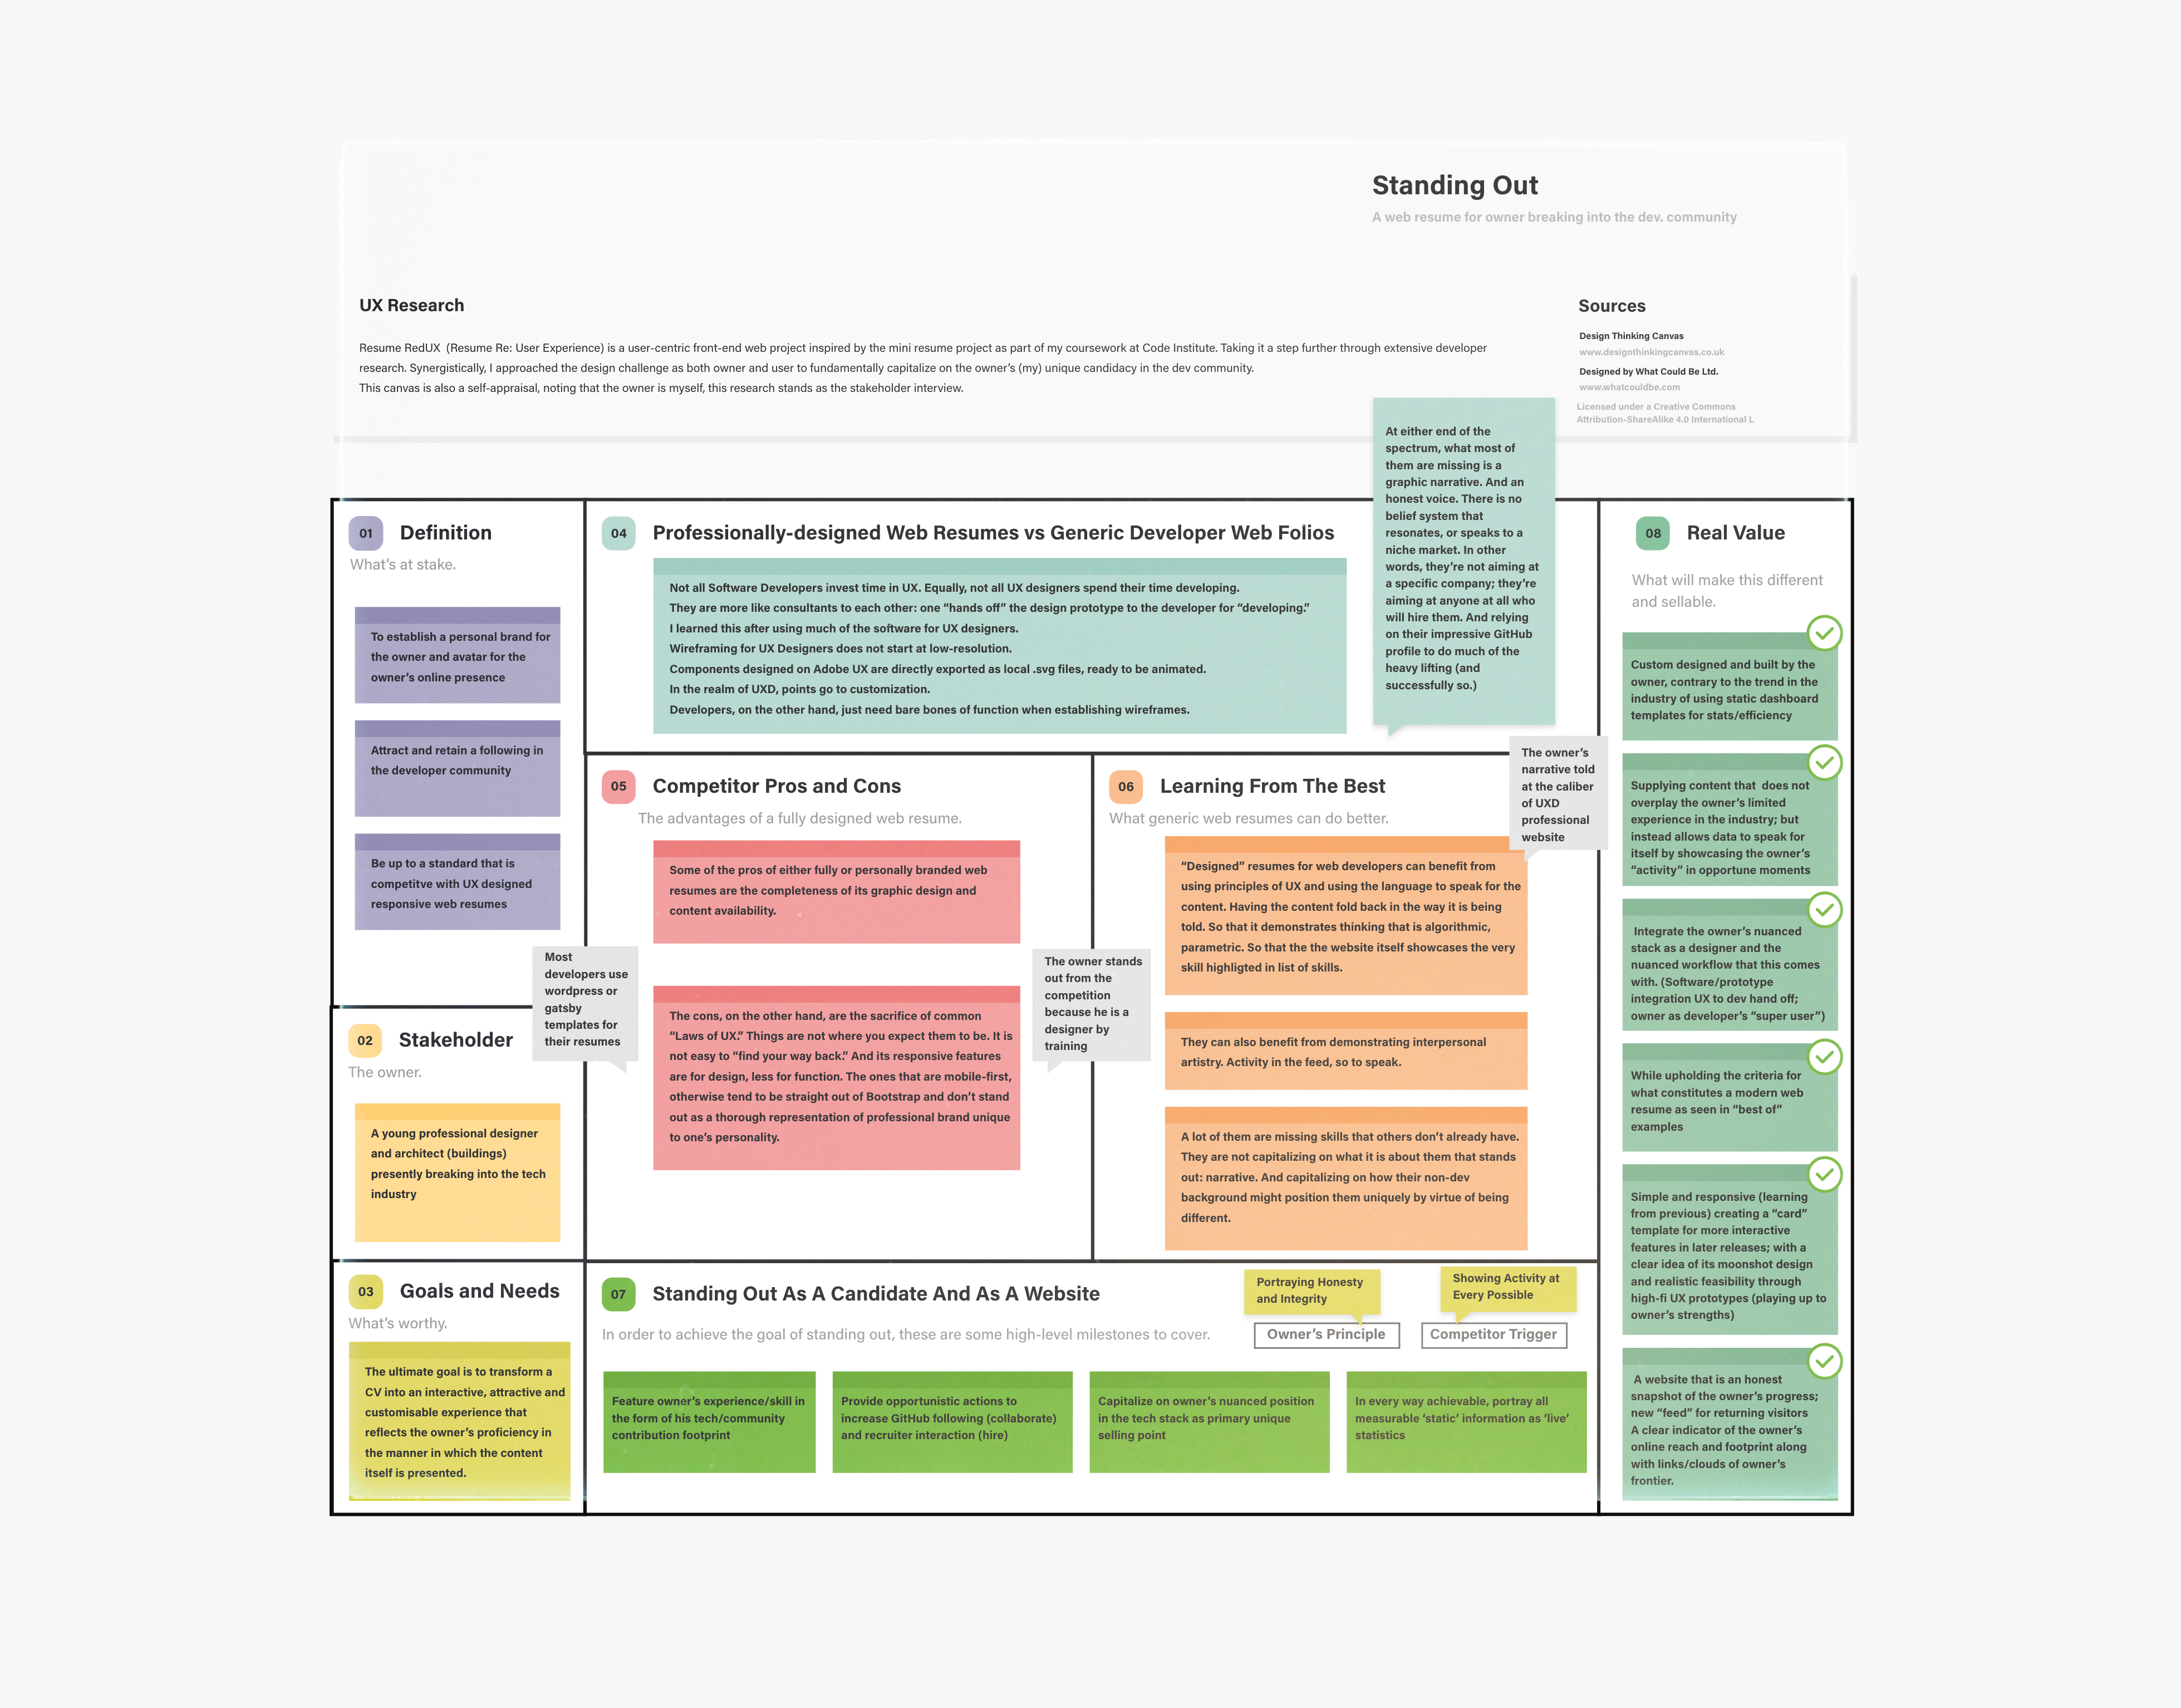 Standing Out
A web resume for owner breaking into the dev. community
UX Research
Resume RedUX (Resume Re: User Experience) is a user-centric front-end web project inspired by the mini resume project as part of my coursework at Code Institute. Taking it a step further through extensive developer
research. Synergistically, I approached the design challenge as both owner and user to fundamentally capitalize on the owner's (my) unique candidacy in the dev community.
This canvas is also a self-appraisal, noting that the owner is myself, this research stands as the stakeholder interview.
Sources
Design Thinking Canvas
www.designthinkingcanvas.co.uk
Designed by What Could Be Ltd.
www.whatcouldbe.com
Licensed under a Creative Commons
Attribution-ShareAlike 4.0 International L
01 Definition
What's at stake.
To establish a personal brand for
the owner and avatar for the
owner's online presence
Attract and retain a following in
the developer community
Be up to a standard that is
competitve with UX designed
responsive web resumes
02 Stakeholder
The owner.
A young professional designer
and architect (buildings)
presently breaking into the tech
industry
03 Goals and Needs
What's worthy.
The ultimate goal is to transform a
CV into an interactive, attractive and
customisable experience that
reflects the owner's proficiency in
the manner in which the content
itself is presented.
04 Professionally-designed Web Resumes vs Generic Developer Web Folios
Not all Software Developers invest time in UX. Equally, not all UX designers spend their time developing.
They are more like consultants to each other: one “hands off” the design prototype to the developer for “developing.”
I learned this after using much of the software for UX designers.
Wireframing for UX Designers does not start at low-resolution.
Components designed on Adobe UX are directly exported as local .svg files, ready to be animated.
In the realm of UXD, points go to customization.
Developers, on the other hand, just need bare bones of function when establishing wireframes.
At either end of the
spectrum, what most of
them are missing is a
graphic narrative. And an
honest voice. There is no
belief system that
resonates, or speaks to a
niche market. In other
words, they're not aiming at
a specific company; they're
aiming at anyone at all who
will hire them. And relying
on their impressive GitHub
profile to do much of the
heavy lifting (and
successfully so.)
05 Competitor Pros and Cons
The advantages of a fully designed web resume.
Some of the pros of either fully or personally branded web
resumes are the completeness of its graphic design and
content availability.
Most
developers use
wordpress or
gatsby
templates for
their resumes
The cons, on the other hand, are the sacrifice of common
“Laws of UX.” Things are not where you expect them to be. It is
not easy to “find your way back.” And its responsive features
are for design, less for function. The ones that are mobile-first,
otherwise tend to be straight out of Bootstrap and don't stand
out as a thorough representation of professional brand unique
to one's personality.
The owner stands
out from the
competition
because he is a
designer by
training
06 Learning From The Best
What generic web resumes can do better.
The owner's
narrative told
at the caliber
of UXD
professional
website
“Designed” resumes for web developers can benefit from
using principles of UX and using the language to speak for the
content. Having the content fold back in the way it is being
told. So that it demonstrates thinking that is algorithmic,
parametric. So that the the website itself showcases the very
skill highligted in list of skills.
They can also benefit from demonstrating interpersonal
artistry. Activity in the feed, so to speak.
A lot of them are missing skills that others don't already have.
They are not capitalizing on what it is about them that stands
out: narrative. And capitalizing on how their non-dev
background might position them uniquely by virtue of being
different.
07 Standing Out As A Candidate And As A Website
In order to achieve the goal of standing out, these are some high-level milestones to cover.
Portraying Honesty
and Integrity
Owner's Principle
Showing Activity at
Every Possible
Competitor Trigger
Feature owner's experience/skill in
the form of his tech/community
contribution footprint
Provide opportunistic actions to
increase GitHub following (collaborate)
and recruiter interaction (hire)
Capitalize on owner's nuanced position
in the tech stack as primary unique
selling point
In every way achievable, portray all
measurable ‘static’ information as ‘live’
statistics
08 Real Value
What will make this different
and sellable.
Custom designed and built by the
owner, contrary to the trend in the
industry of using static dashboard
templates for stats/efficiency
Supplying content that does not
overplay the owner's limited
experience in the industry; but
instead allows data to speak for
itself by showcasing the owner's
“activity” in opportune moments
Integrate the owner's nuanced
stack as a designer and the
nuanced workflow that this comes
with. (Software/prototype
integration UX to dev hand off;
owner as developer's “super user”)
While upholding the criteria for
what constitutes a modern web
resume as seen in “best of”
examples
Simple and responsive (learning
from previous) creating a “card”
template for more interactive
features in later releases; with a
clear idea of its moonshot design
and realistic feasibility through
high-fi UX prototypes (playing up to
owner's strengths)
A website that is an honest
snapshot of the owner's progress;
new “feed” for returning visitors
A clear indicator of the owner's
online reach and footprint along
with links/clouds of owner's
frontier.